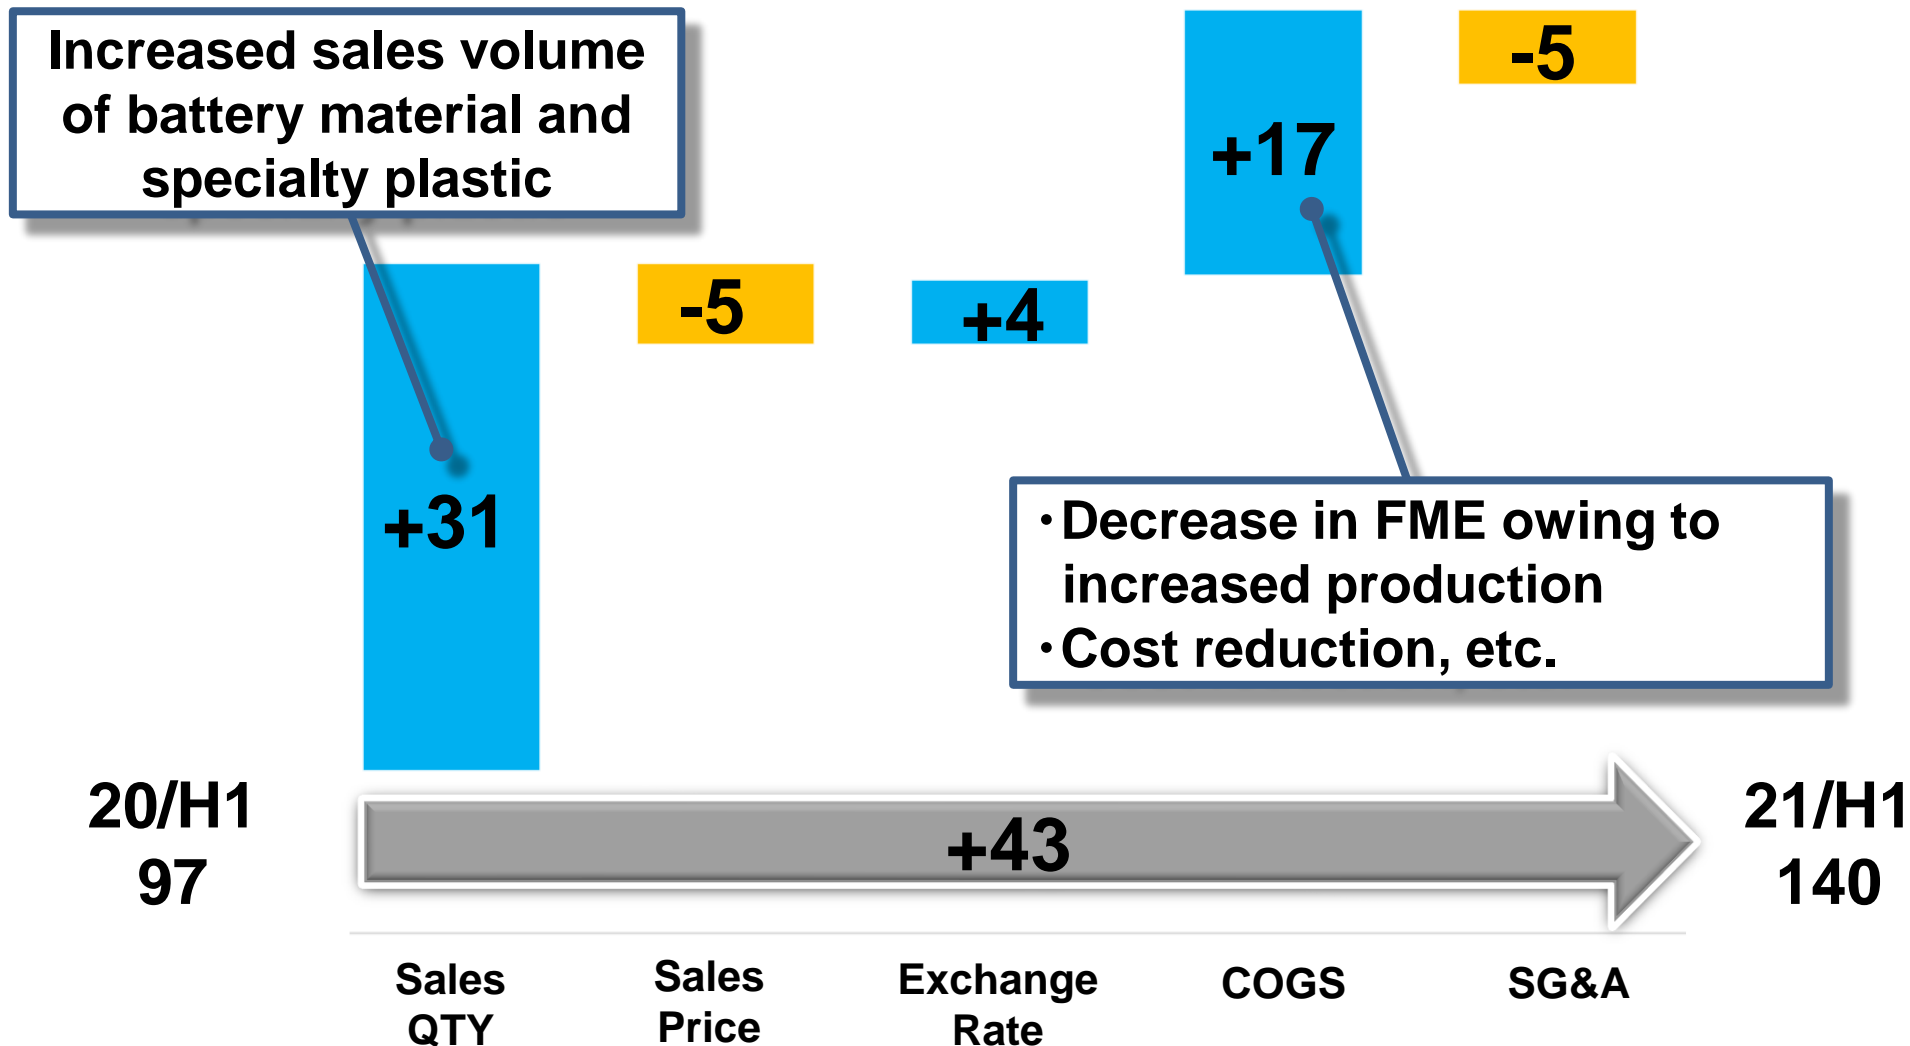 Increased sales volume
of battery material and
specialty plastic
-5
+17
-5
+4
+31
・Decrease in FME owing to
increased production
・Cost reduction, etc.
20/H1
97
+43
21/H1
140
Sales
QTY
Sales
Price
Exchange
Rate
COGS
SG&A